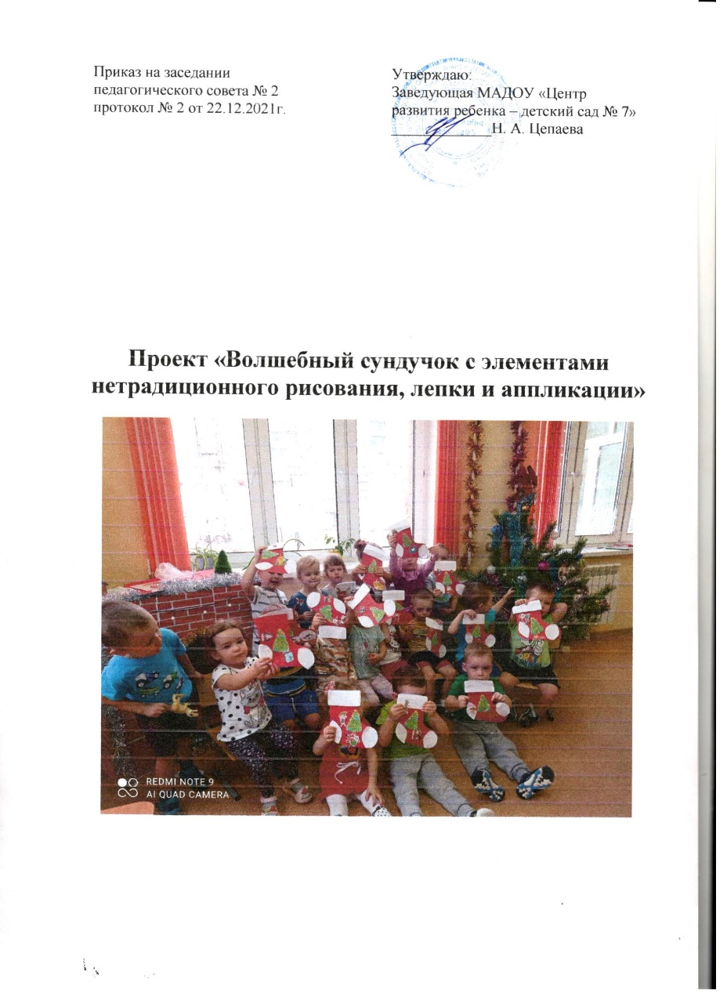 Приказ на заседании
педагогического совета № 2
протокол № 2 от 22.12.2021г.
Утверждаю:
Заведующая МАДОУ «Центр
развития ребенка – детский сад № 7»
Н. А. Цепаева
Проект «Волшебный сундучок с элементами
нетрадиционного рисования, лепки и аппликации»
REDMI NOTE 9
AI QUAD CAMERA